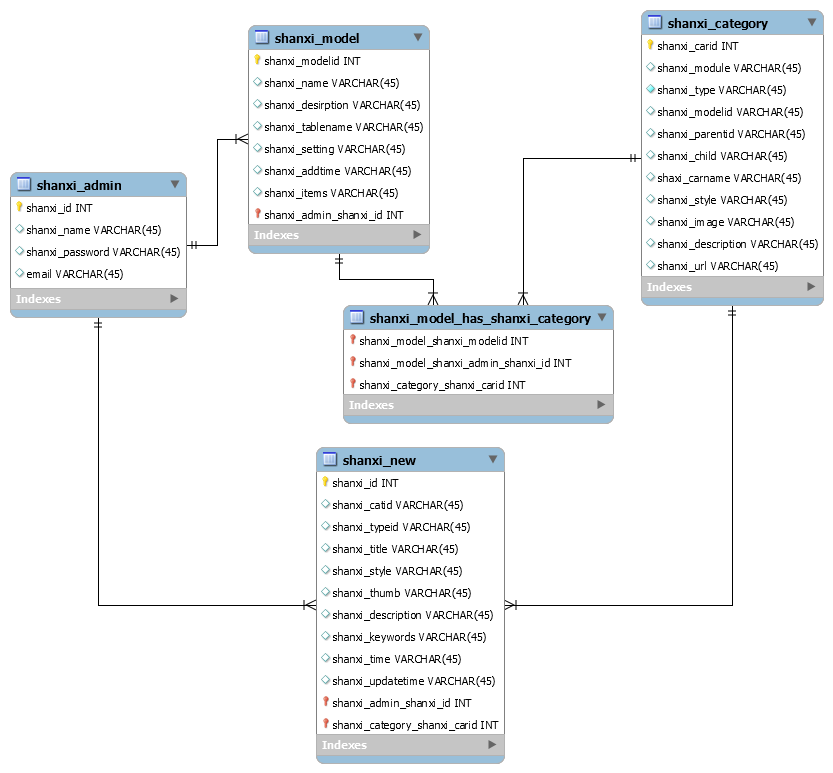 shanxi_model
shanxi_modelid INT
shanxi_name VARCHAR(45)
shanxi_desirption VARCHAR(45)
shanxi_tablename VARCHAR(45)
shanxi_setting VARCHAR(45)
shanxi_addtime VARCHAR(45)
shanxi_items VARCHAR(45)
shanxi_admin_shanxi_id INT
Indexes
shanxi_category
shanxi_carid INT
shanxi_module VARCHAR(45)
shanxi_type VARCHAR(45)
shanxi_modelid VARCHAR(45)
shanxi_parentid VARCHAR(45)
shanxi_child VARCHAR(45)
shaxi_carname VARCHAR(45)
shanxi_style VARCHAR(45)
shanxi_image VARCHAR(45)
shanxi_description VARCHAR(45)
shanxi_url VARCHAR(45)
Indexes
shanxi_admin
shanxi_id INT
shanxi_name VARCHAR(45)
shanxi_password VARCHAR(45)
email VARCHAR(45)
Indexes
shanxi_model_has_shanxi_category
shanxi_model_shanxi_modelid INT
shanxi_model_shanxi_admin_shanxi_id INT
shanxi_category_shanxi_carid INT
Indexes
shanxi_new
shanxi_id INT
shanxi_catid VARCHAR(45)
shanxi_typeid VARCHAR(45)
shanxi_title VARCHAR(45)
shanxi_style VARCHAR(45)
shanxi_thumb VARCHAR(45)
shanxi_description VARCHAR(45)
shanxi_keywords VARCHAR(45)
shanxi_time VARCHAR(45)
shanxi_updatetime VARCHAR(45)
shanxi_admin_shanxi_id INT
shanxi_category_shanxi_carid INT
Indexes